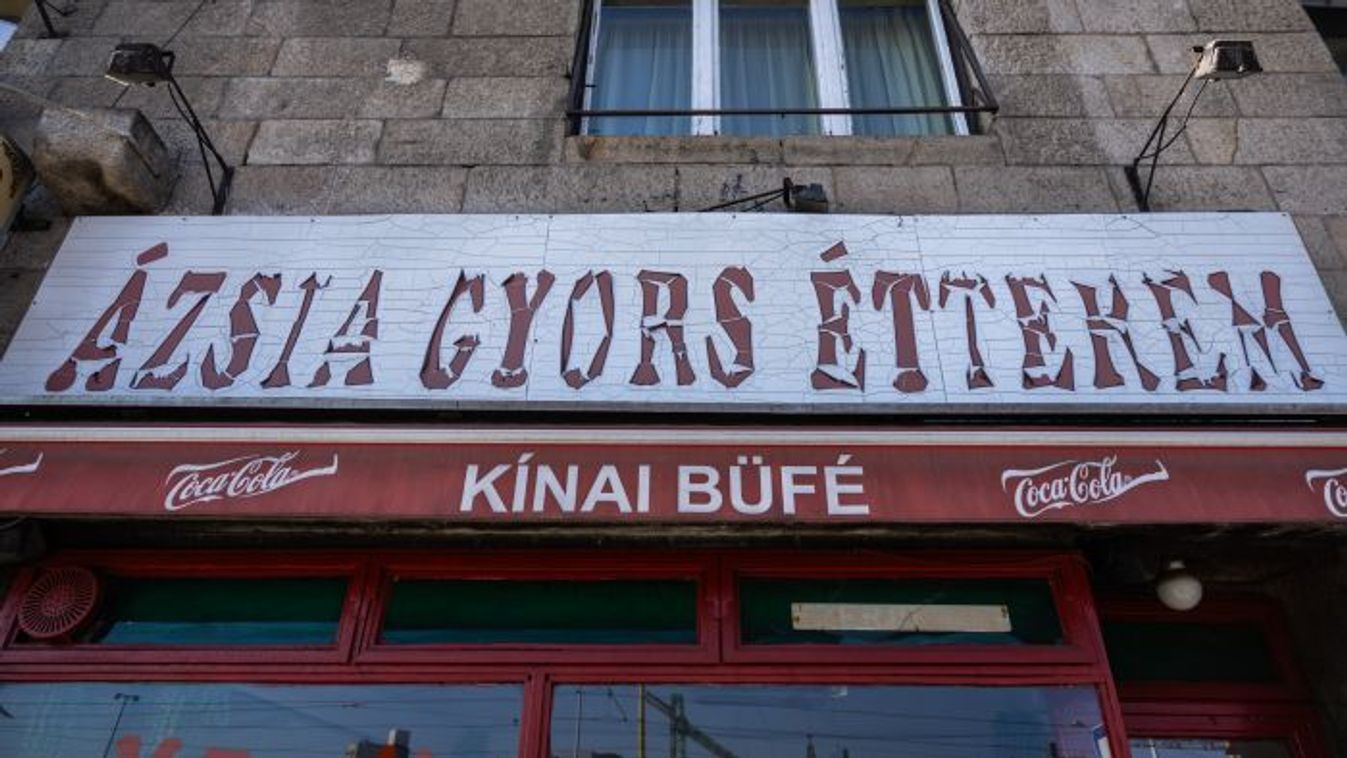 ÁZSIA GYORS ÉTTEREM
Coca-Cola KÍNAI BÜFÉ Coca-Cola